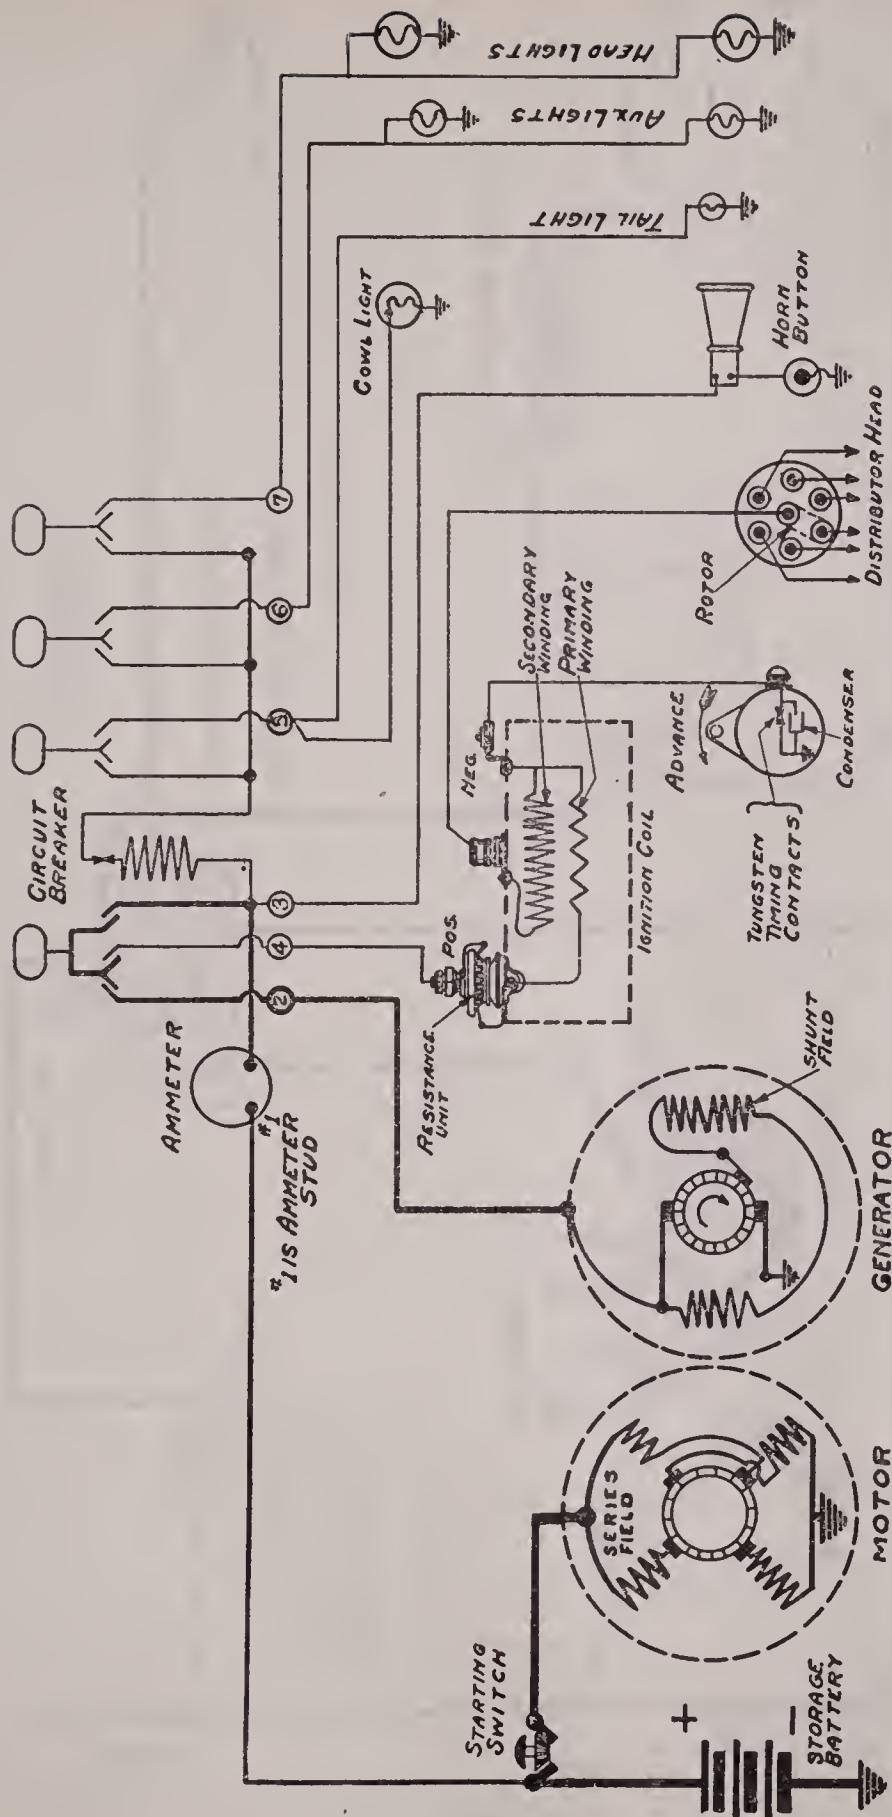 HEAD LIGHTS
AUX. LIGHTS
TAIL LIGHT
COWL LIGHT
HORN
BUTTON
DISTRIBUTOR HEAD
ROTOR
7
6
5
CIRCUIT
BREAKER
3
4
2
SECONDARY
WINDING
PRIMARY
WINDING
NEG.
POS.
IGNITION COIL
RESISTANCE
UNIT
ADVANCE
CONDENSER
TUNGSTEN
TIMING
CONTACTS
AMMETER
#1
#1 IS AMMETER
STUD
SHUNT
FIELD
GENERATOR
SERIES
FIELD
MOTOR
STARTING
SWITCH
+
−
STORAGE
BATTERY